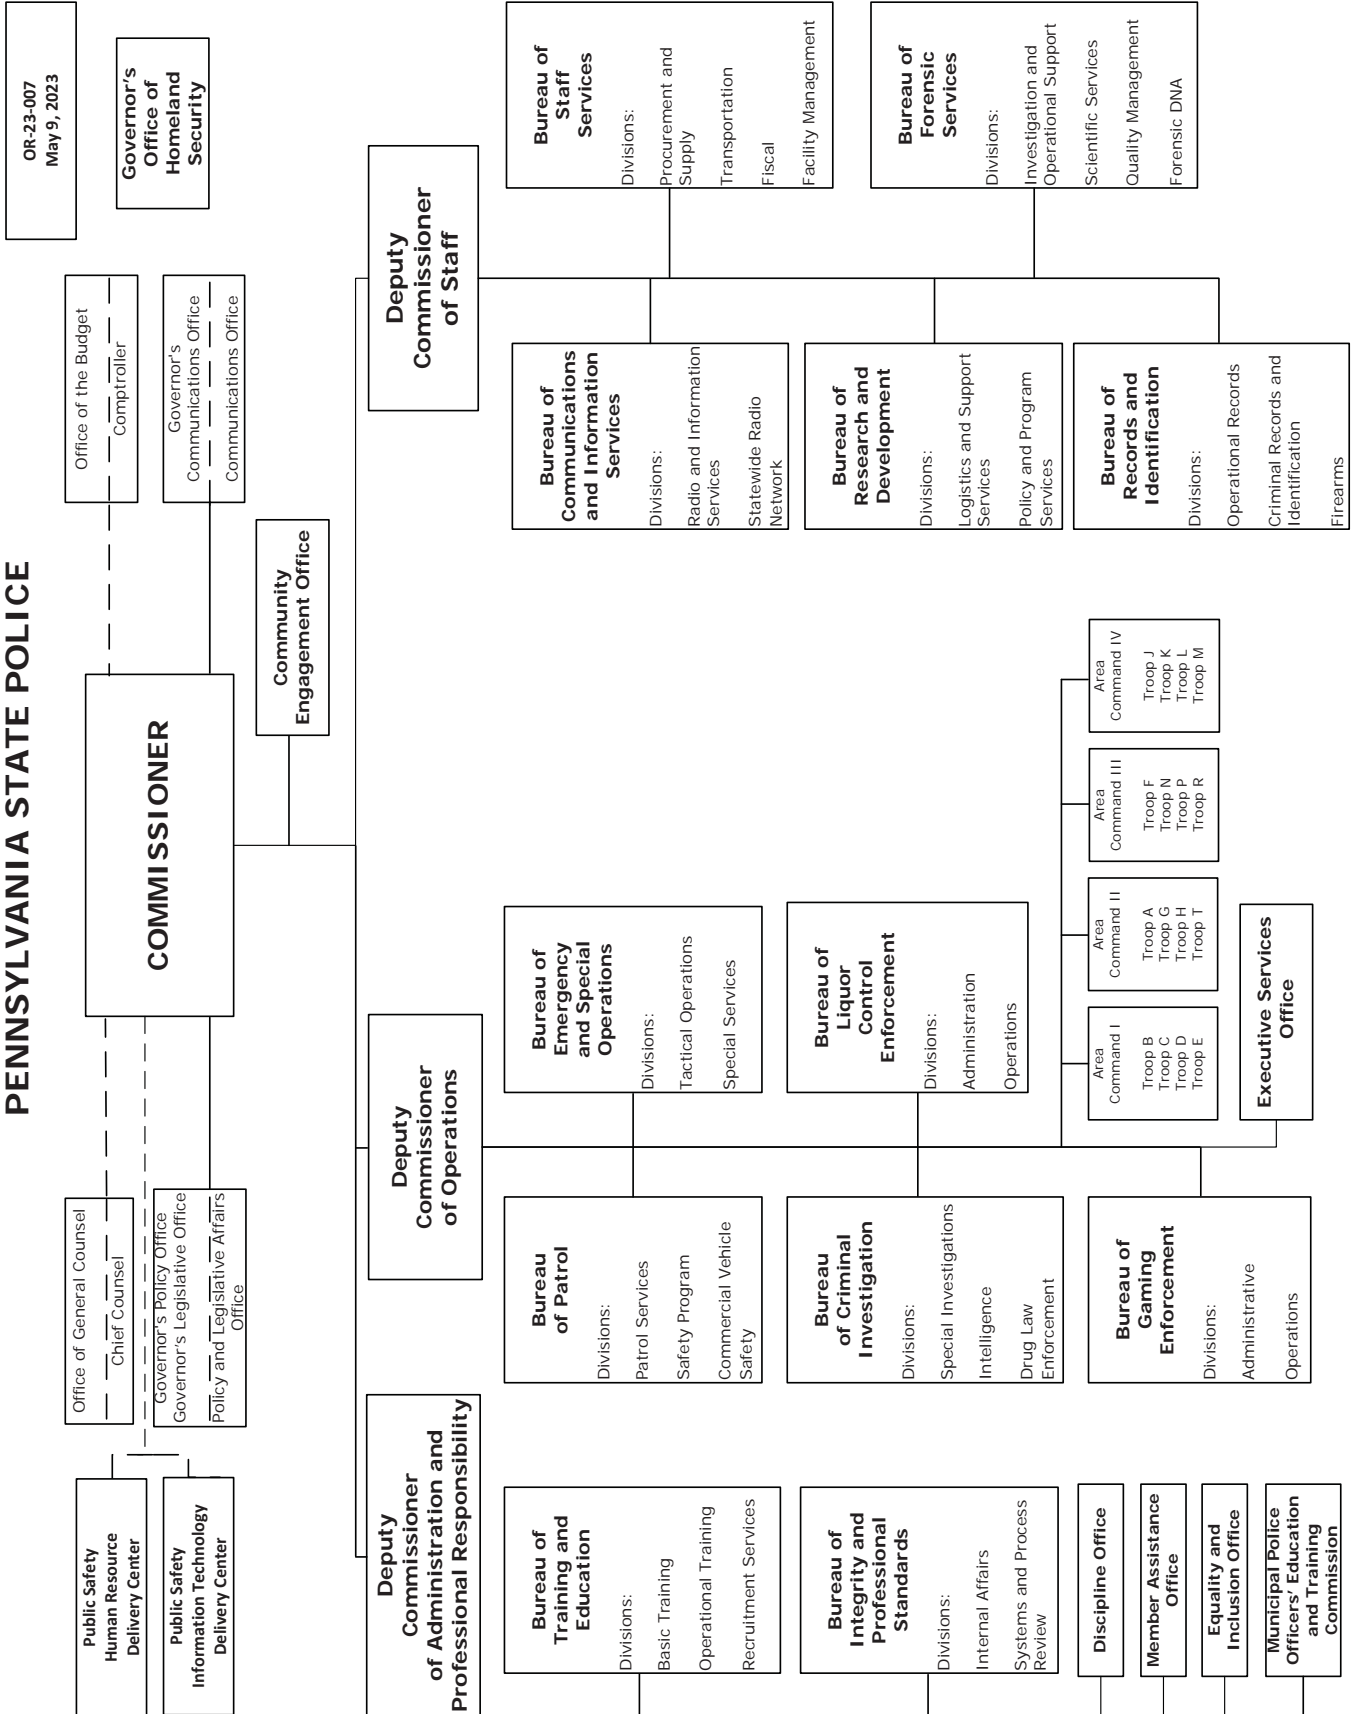 PENNSYLVANIA STATE POLICE
OR-23-007
May 9, 2023
Governor's
Office of
Homeland
Security
Public Safety
Human Resource
Delivery Center
Public Safety
Information Technology
Delivery Center
Office of General Counsel
Chief Counsel
Governor's Policy Office
Governor's Legislative Office
Policy and Legislative Affairs
Office
COMMISSIONER
Office of the Budget
Comptroller
Governor's
Communications Office
Communications Office
Community
Engagement Office
Deputy
Commissioner
of Administration and
Professional Responsibility
Bureau of
Training and
Education
Divisions:
Basic Training
Operational Training
Recruitment Services
Bureau of
Integrity and
Professional
Standards
Divisions:
Internal Affairs
Systems and Process
Review
Discipline Office
Member Assistance
Office
Equality and
Inclusion Office
Municipal Police
Officers' Education
and Training
Commission
Deputy
Commissioner
of Operations
Bureau
of Patrol
Divisions:
Patrol Services
Safety Program
Commercial Vehicle
Safety
Bureau of
Emergency
and Special
Operations
Divisions:
Tactical Operations
Special Services
Bureau
of Criminal
Investigation
Divisions:
Special Investigations
Intelligence
Drug Law
Enforcement
Bureau of
Liquor
Control
Enforcement
Divisions:
Administration
Operations
Bureau of
Gaming
Enforcement
Divisions:
Administrative
Operations
Area
Command I
Troop B
Troop C
Troop D
Troop E
Area
Command II
Troop A
Troop G
Troop H
Troop T
Area
Command III
Troop F
Troop N
Troop P
Troop R
Area
Command IV
Troop J
Troop K
Troop L
Troop M
Executive Services
Office
Deputy
Commissioner
of Staff
Bureau of
Communications
and Information
Services
Divisions:
Radio and Information
Services
Statewide Radio
Network
Bureau of
Staff
Services
Divisions:
Procurement and
Supply
Transportation
Fiscal
Facility Management
Bureau of
Research and
Development
Divisions:
Logistics and Support
Services
Policy and Program
Services
Bureau of
Forensic
Services
Divisions:
Investigation and
Operational Support
Scientific Services
Quality Management
Forensic DNA
Bureau of
Records and
Identification
Divisions:
Operational Records
Criminal Records and
Identification
Firearms